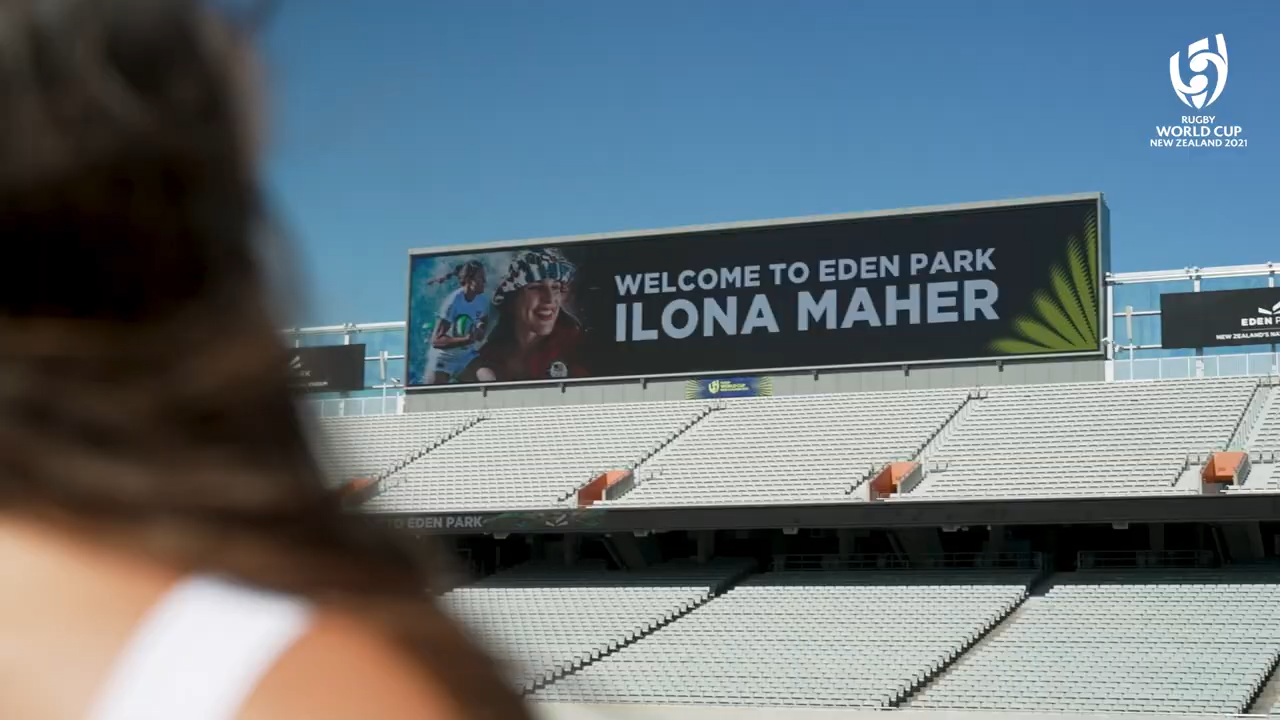 RUGBY
WORLD CUP
NEW ZEALAND 2021
WELCOME TO EDEN PARK
ILONA MAHER
EDEN
EDEN PARK